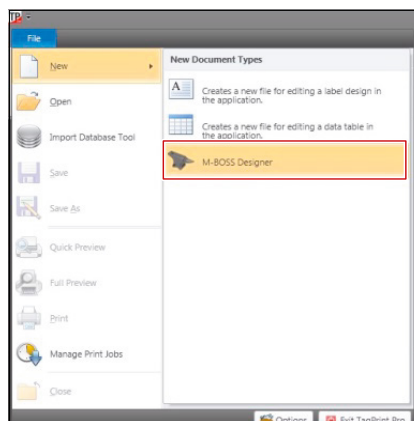 TP
File
New
Open
Import Database Tool
Save
Save As
Quick Preview
Full Preview
Print
Manage Print Jobs
Close
New Document Types
A
Creates a new file for editing a label design in
the application.
Creates a new file for editing a data table in
the application.
M-BOSS Designer
Options
Exit TagPrint Pro